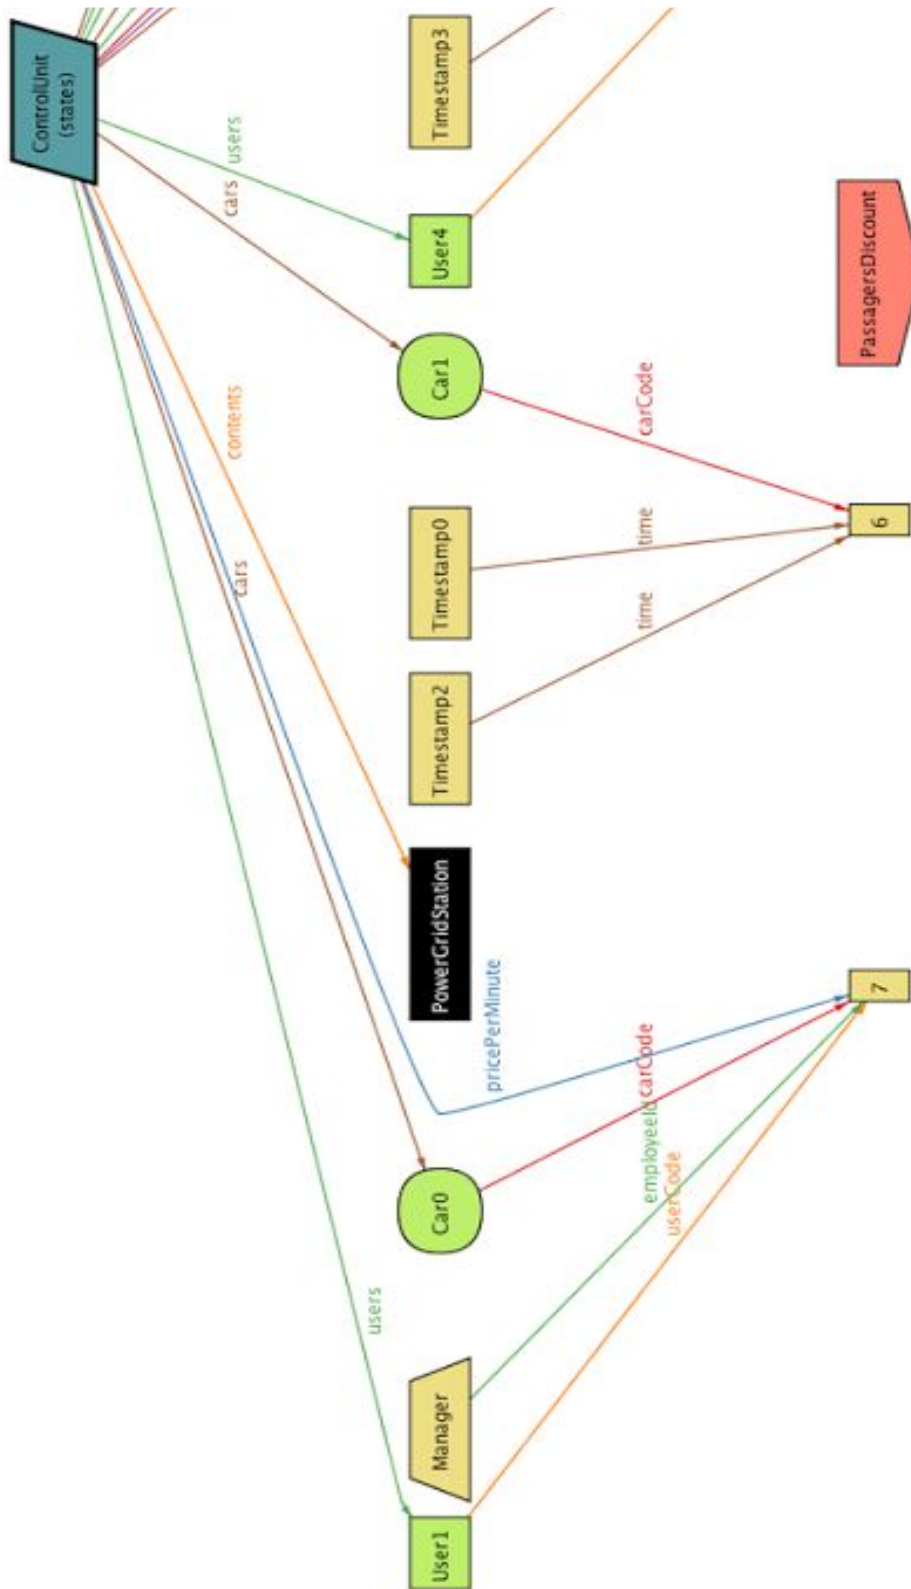 ControlUnit
(states)
users
cars
contents
cars
users
Timestamp3
User4
Car1
Timestamp0
Timestamp2
PowerGridStation
Car0
Manager
User1
carCode
time
time
pricePerMinute
carCode
employeeId
userCode
PassagersDiscount
6
7